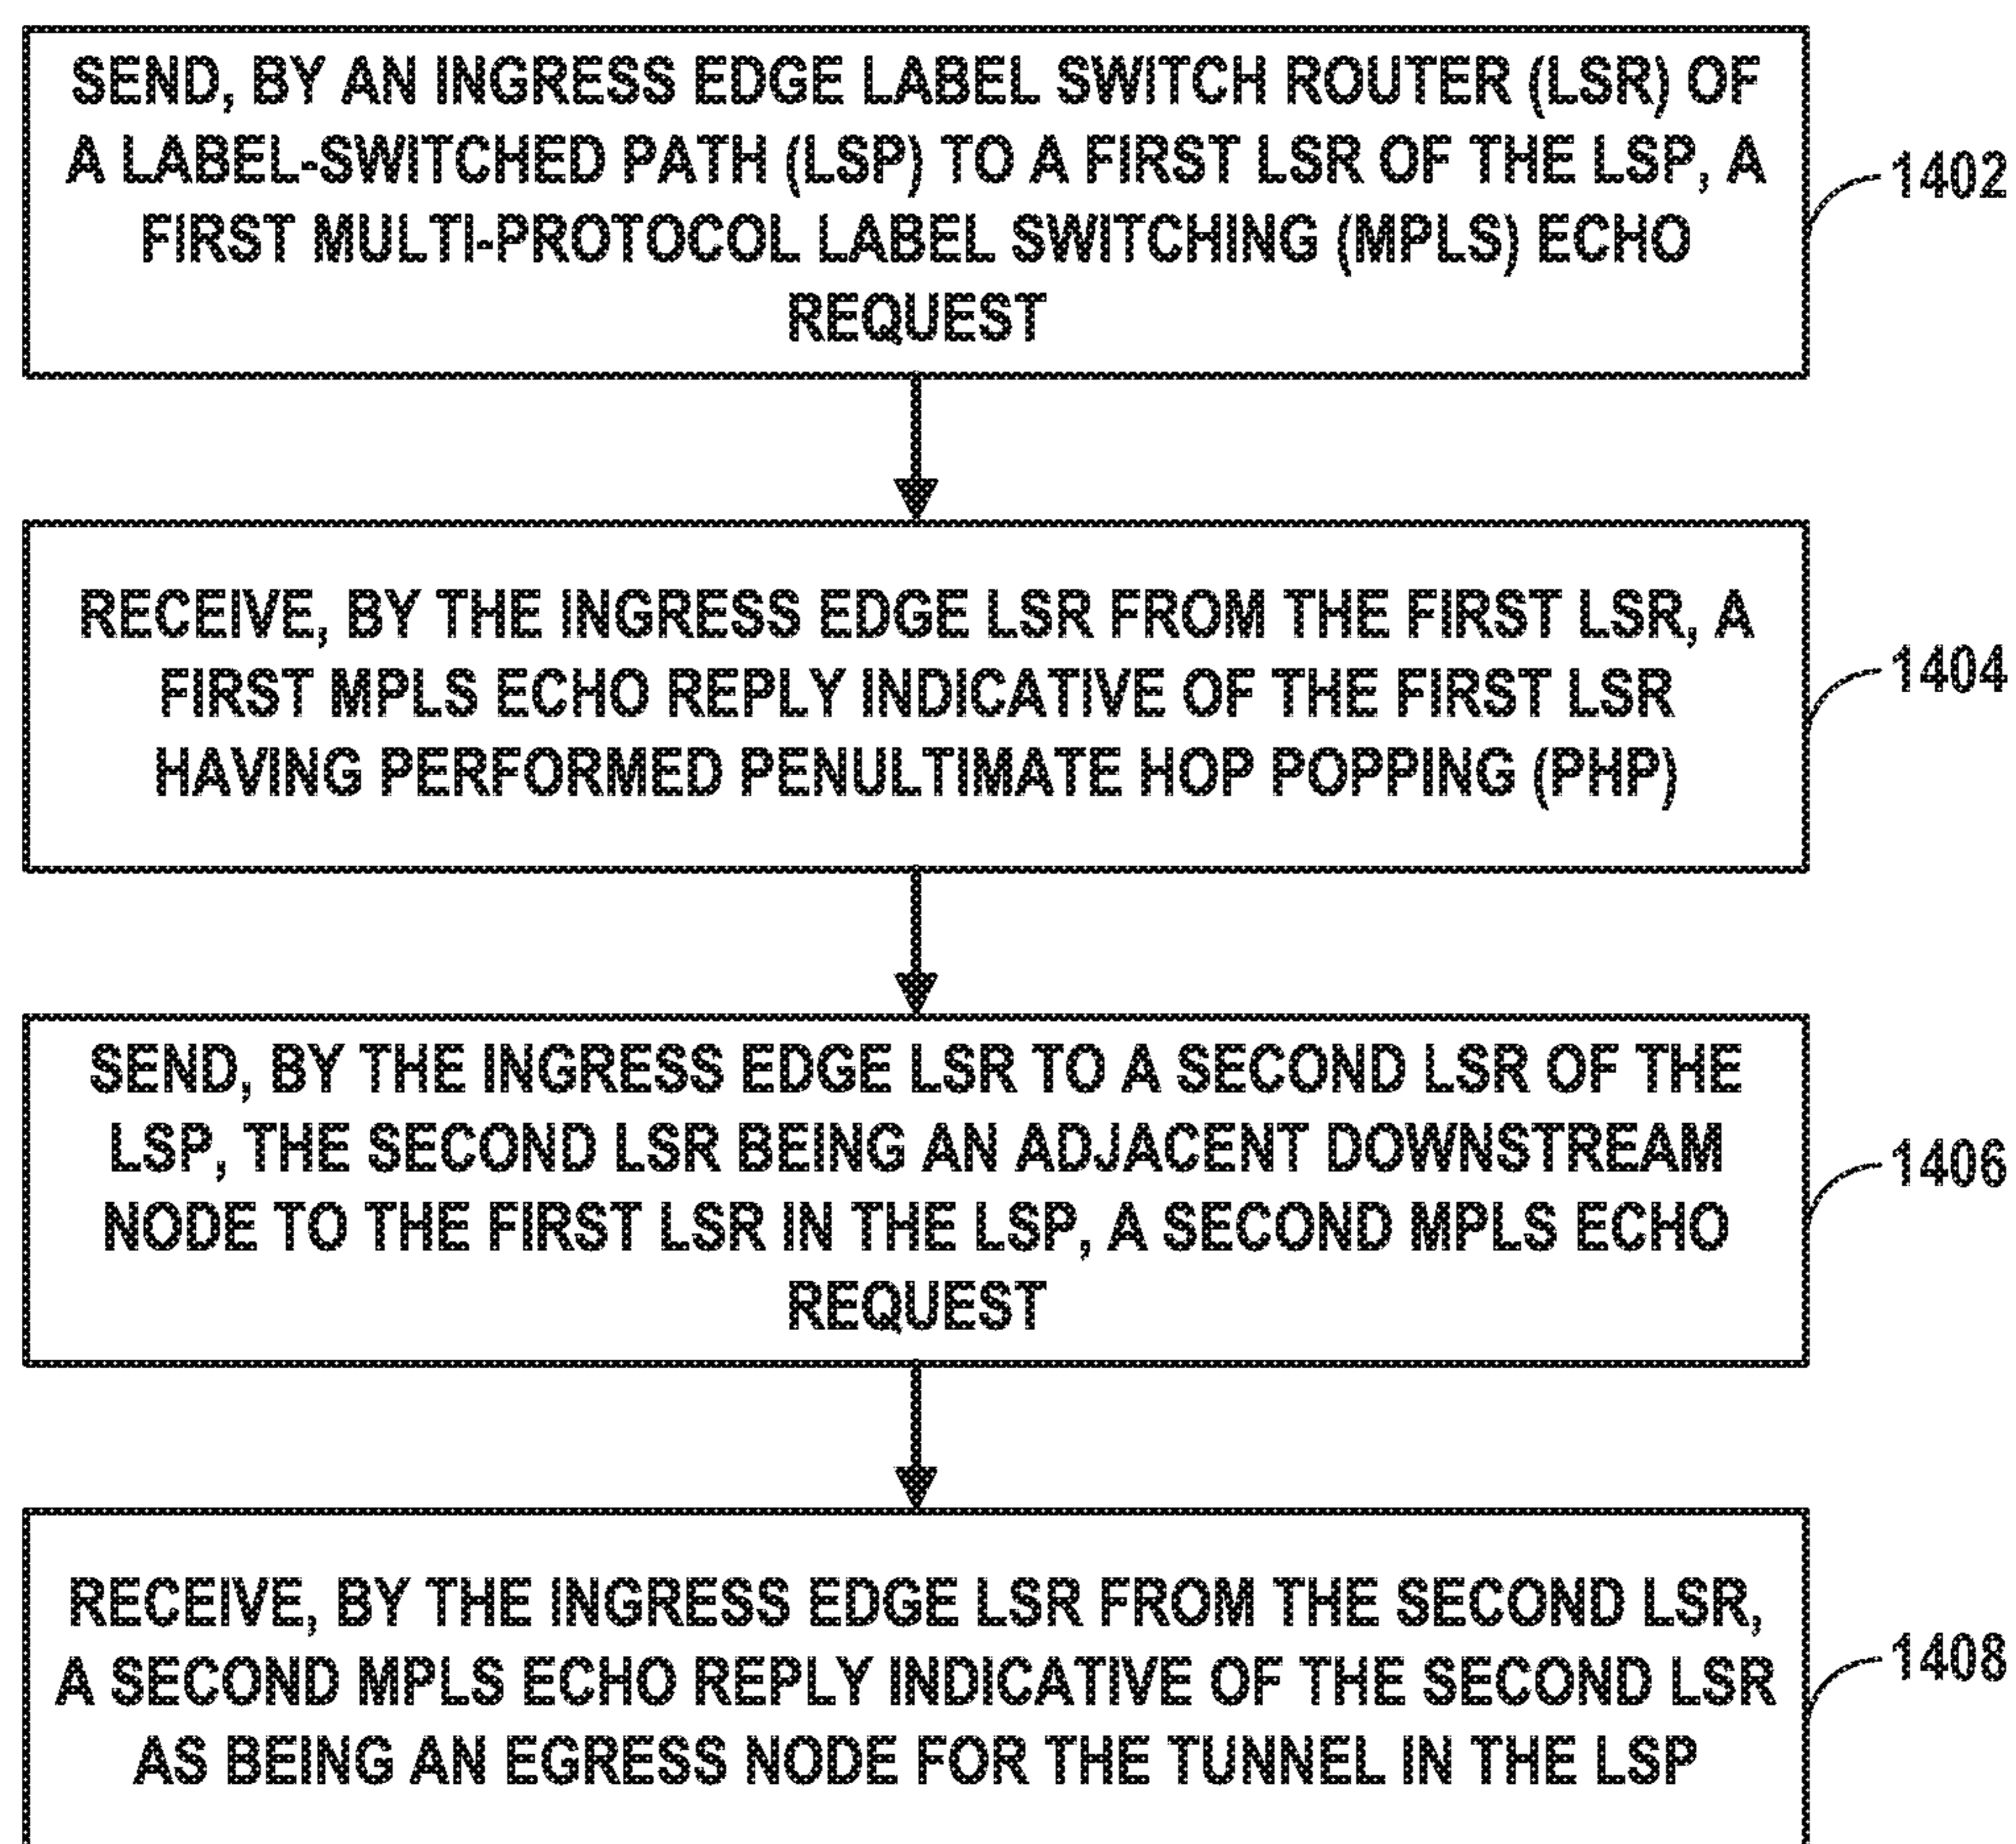 SEND, BY AN INGRESS EDGE LABEL SWITCH ROUTER (LSR) OF
A LABEL-SWITCHED PATH (LSP) TO A FIRST LSR OF THE LSP, A
FIRST MULTI-PROTOCOL LABEL SWITCHING (MPLS) ECHO
REQUEST
1402
RECEIVE, BY THE INGRESS EDGE LSR FROM THE FIRST LSR, A
FIRST MPLS ECHO REPLY INDICATIVE OF THE FIRST LSR
HAVING PERFORMED PENULTIMATE HOP POPPING (PHP)
1404
SEND, BY THE INGRESS EDGE LSR TO A SECOND LSR OF THE
LSP, THE SECOND LSR BEING AN ADJACENT DOWNSTREAM
NODE TO THE FIRST LSR IN THE LSP, A SECOND MPLS ECHO
REQUEST
1406
RECEIVE, BY THE INGRESS EDGE LSR FROM THE SECOND LSR,
A SECOND MPLS ECHO REPLY INDICATIVE OF THE SECOND LSR
AS BEING AN EGRESS NODE FOR THE TUNNEL IN THE LSP
1408